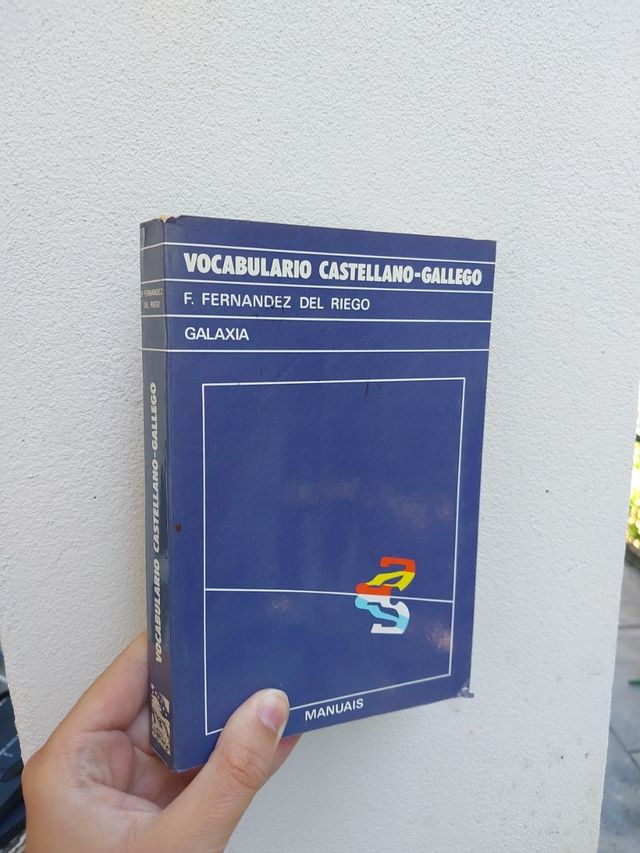 VOCABULARIO CASTELLANO-GALLEGO
F. FERNANDEZ DEL RIEGO
GALAXIA
MANUAIS
F. FERNANDEZ
DEL RIEGO
VOCABULARIO CASTELLANO-GALLEGO